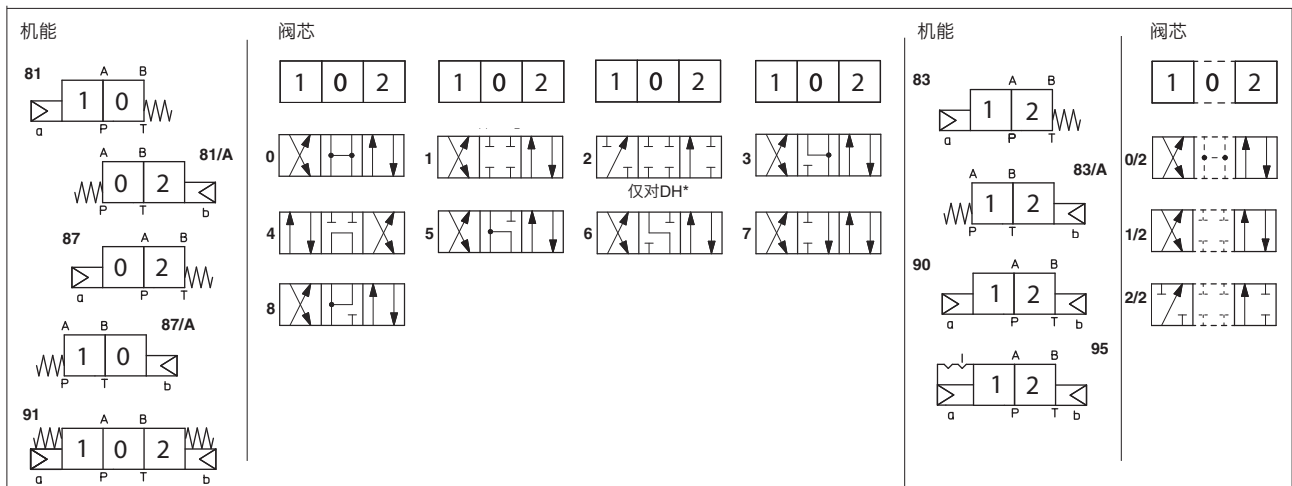 机能
阀芯
机能
阀芯
81
A B
1 0
a P T
A B 81/A
0 2
P T b
87 A B
0 2
a P T
A B 87/A
1 0
P T b
91 A B
1 0 2
a P T b
1 0 2
1 0 2
1 0 2
1 0 2
0
1
2
3
仅对DH*
4
5
6
7
8
83 A B
1 2
a P T
A B 83/A
1 2
P T b
90 A B
1 2
a P T b
A B 95
1 2
a P T b
1 0 2
0/2
1/2
2/2